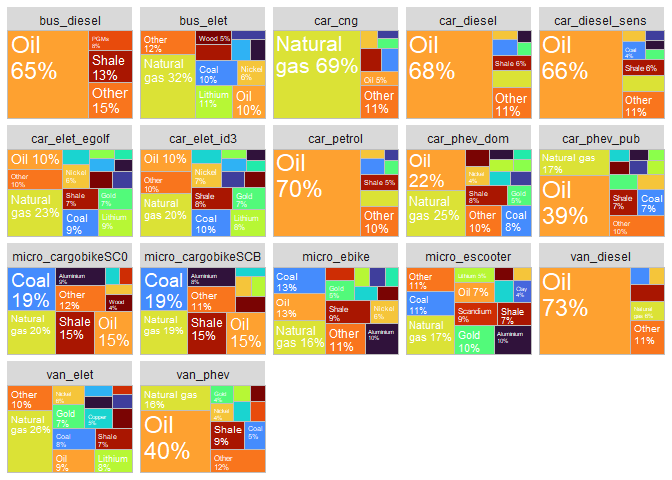 bus_diesel
Oil
65%
PGMs
8%
Shale
13%
Other
15%
bus_elet
Other
12%
Natural
gas 32%
Wood 5%
Coal
10%
Nickel
6%
Lithium
11%
Oil
10%
car_cng
Natural
gas 69%
Oil 5%
Other
11%
car_diesel
Oil
68%
Shale 6%
Other
11%
car_diesel_sens
Oil
66%
Coal
4%
Shale 6%
Other
11%
car_elet_egolf
Oil 10%
Other
10%
Natural
gas 23%
Nickel
6%
Shale
7%
Gold
7%
Coal
9%
Lithium
9%
car_elet_id3
Oil 10%
Other
10%
Natural
gas 20%
Nickel
7%
Shale
8%
Gold
7%
Coal
10%
Lithium
8%
car_petrol
Oil
70%
Shale 5%
Other
10%
car_phev_dom
Oil
22%
Natural
gas 25%
Nickel
4%
Shale
8%
Gold
5%
Other
10%
Coal
8%
car_phev_pub
Natural gas
17%
Oil
39%
Shale
7%
Coal
7%
Other
10%
micro_cargobikeSC0
Coal
19%
Natural
gas 20%
Aluminium
9%
Other
12%
Wood
4%
Shale
15%
Oil
15%
micro_cargobikeSCB
Coal
19%
Natural
gas 19%
Aluminium
8%
Other
11%
Shale
15%
Oil
15%
micro_ebike
Coal
13%
Oil
13%
Natural
gas 16%
Gold
5%
Shale
9%
Nickel
6%
Other
11%
Aluminium
10%
micro_escooter
Other
11%
Coal
11%
Natural
gas 17%
Lithium 5%
Oil 7%
Clay
4%
Scandium
9%
Shale
7%
Gold
10%
Aluminium
10%
van_diesel
Oil
73%
Natural
gas 6%
Other
11%
van_elet
Other
10%
Natural
gas 26%
Nickel
6%
Gold
7%
Copper
5%
Coal
8%
Shale
7%
Oil
9%
Lithium
8%
van_phev
Natural gas
16%
Oil
40%
Gold
4%
Nickel
4%
Shale
9%
Coal
5%
Other
12%